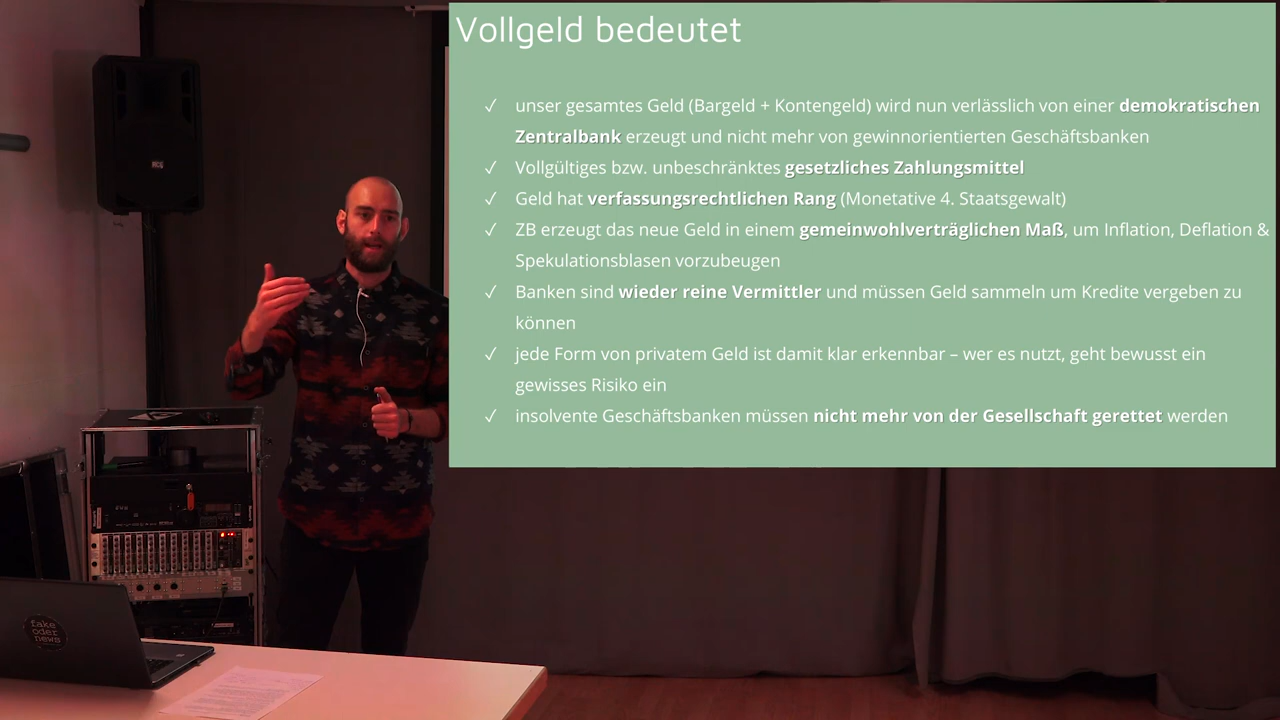 Vollgeld bedeutet
✓ unser gesamtes Geld (Bargeld + Kontengeld) wird nun verlässlich von einer demokratischen
Zentralbank erzeugt und nicht mehr von gewinnorientierten Geschäftsbanken
✓ Vollgültiges bzw. unbeschränktes gesetzliches Zahlungsmittel
✓ Geld hat verfassungsrechtlichen Rang (Monetative 4. Staatsgewalt)
✓ ZB erzeugt das neue Geld in einem gemeinwohlverträglichen Maß, um Inflation, Deflation &
Spekulationsblasen vorzubeugen
✓ Banken sind wieder reine Vermittler und müssen Geld sammeln um Kredite vergeben zu
können
✓ jede Form von privatem Geld ist damit klar erkennbar – wer es nutzt, geht bewusst ein
gewisses Risiko ein
✓ insolvente Geschäftsbanken müssen nicht mehr von der Gesellschaft gerettet werden
fake
oder
news